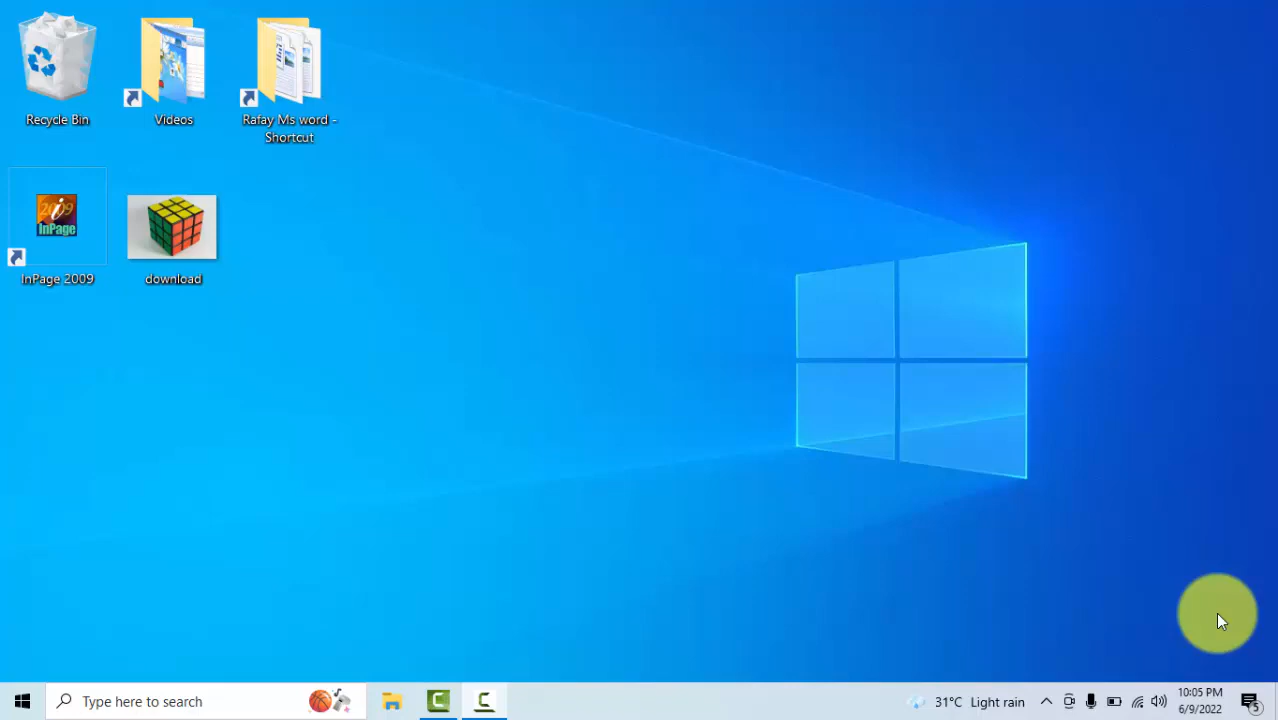 Recycle Bin
Videos
Rafay Ms word -
Shortcut
2009
i
InPage
InPage 2009
download
Type here to search
31°C Light rain
10:05 PM
6/9/2022
5